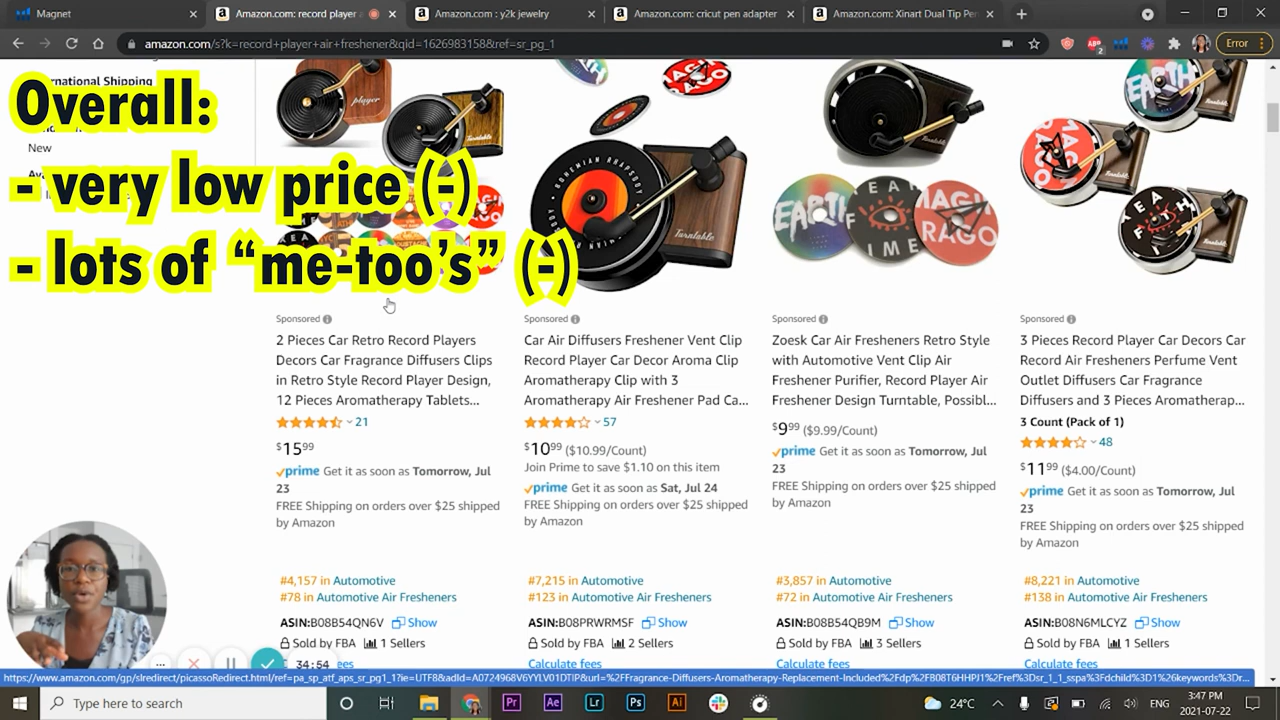 Magnet
Amazon.com: record player a
Amazon.com : y2k jewelry
Amazon.com: cricut pen adapter
Amazon.com: Xinart Dual Tip Pe
amazon.com/s?k=record+player+air+freshener&qid=1626983158&ref=sr_pg_1
Error
International Shipping
New
Overall:
- very low price (-)
- lots of “me-too’s” (-)
player
Turntable
BOHEMIAN RHAPSODY
Turntable
EARTH
Turntable
Sponsored
2 Pieces Car Retro Record Players
Decors Car Fragrance Diffusers Clips
in Retro Style Record Player Design,
12 Pieces Aromatherapy Tablets...
21
$15.99
prime Get it as soon as Tomorrow, Jul
23
FREE Shipping on orders over $25 shipped
by Amazon
#4,157 in Automotive
#78 in Automotive Air Fresheners
ASIN:B08B54QN6V Show
Sold by FBA 1 Sellers
Sponsored
Car Air Diffusers Freshener Vent Clip
Record Player Car Decor Aroma Clip
Aromatherapy Clip with 3
Aromatherapy Air Freshener Pad Ca...
57
$10.99 ($10.99/Count)
Join Prime to save $1.10 on this item
prime Get it as soon as Sat, Jul 24
FREE Shipping on orders over $25 shipped
by Amazon
#7,215 in Automotive
#123 in Automotive Air Fresheners
ASIN:B08PRWRMSF Show
Sold by FBA 2 Sellers
Calculate fees
Sponsored
Zoesk Car Air Fresheners Retro Style
with Automotive Vent Clip Air
Freshener Purifier, Record Player Air
Freshener Design Turntable, Possibl...
$9.99 ($9.99/Count)
prime Get it as soon as Tomorrow, Jul
23
FREE Shipping on orders over $25 shipped
by Amazon
#3,857 in Automotive
#72 in Automotive Air Fresheners
ASIN:B08B54QB9M Show
Sold by FBA 3 Sellers
Calculate fees
Sponsored
3 Pieces Record Player Car Decors Car
Record Air Fresheners Perfume Vent
Outlet Diffusers Car Fragrance
Diffusers and 3 Pieces Aromatherap...
3 Count (Pack of 1)
48
$11.99 ($4.00/Count)
prime Get it as soon as Tomorrow, Jul
23
FREE Shipping on orders over $25 shipped
by Amazon
#8,221 in Automotive
#138 in Automotive Air Fresheners
ASIN:B08N6MLCYZ Show
Sold by FBA 1 Sellers
Calculate fees
34:54
ees
Type here to search
24°C
ENG
3:47 PM
2021-07-22